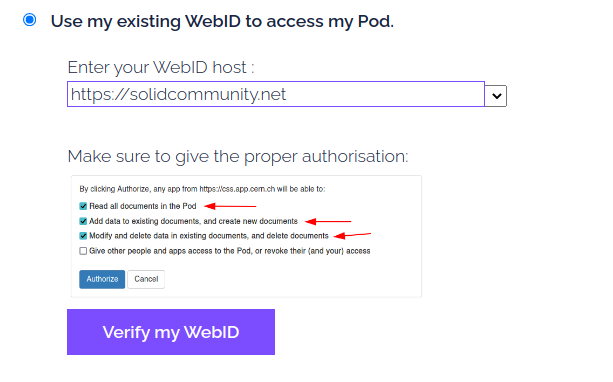 Use my existing WebID to access my Pod.
Enter your WebID host :
https://solidcommunity.net
Make sure to give the proper authorisation:
By clicking Authorize, any app from https://css.app.cern.ch will be able to:
Read all documents in the Pod
Add data to existing documents, and create new documents
Modify and delete data in existing documents, and delete documents
Give other people and apps access to the Pod, or revoke their (and your) access
Authorize Cancel
Verify my WebID